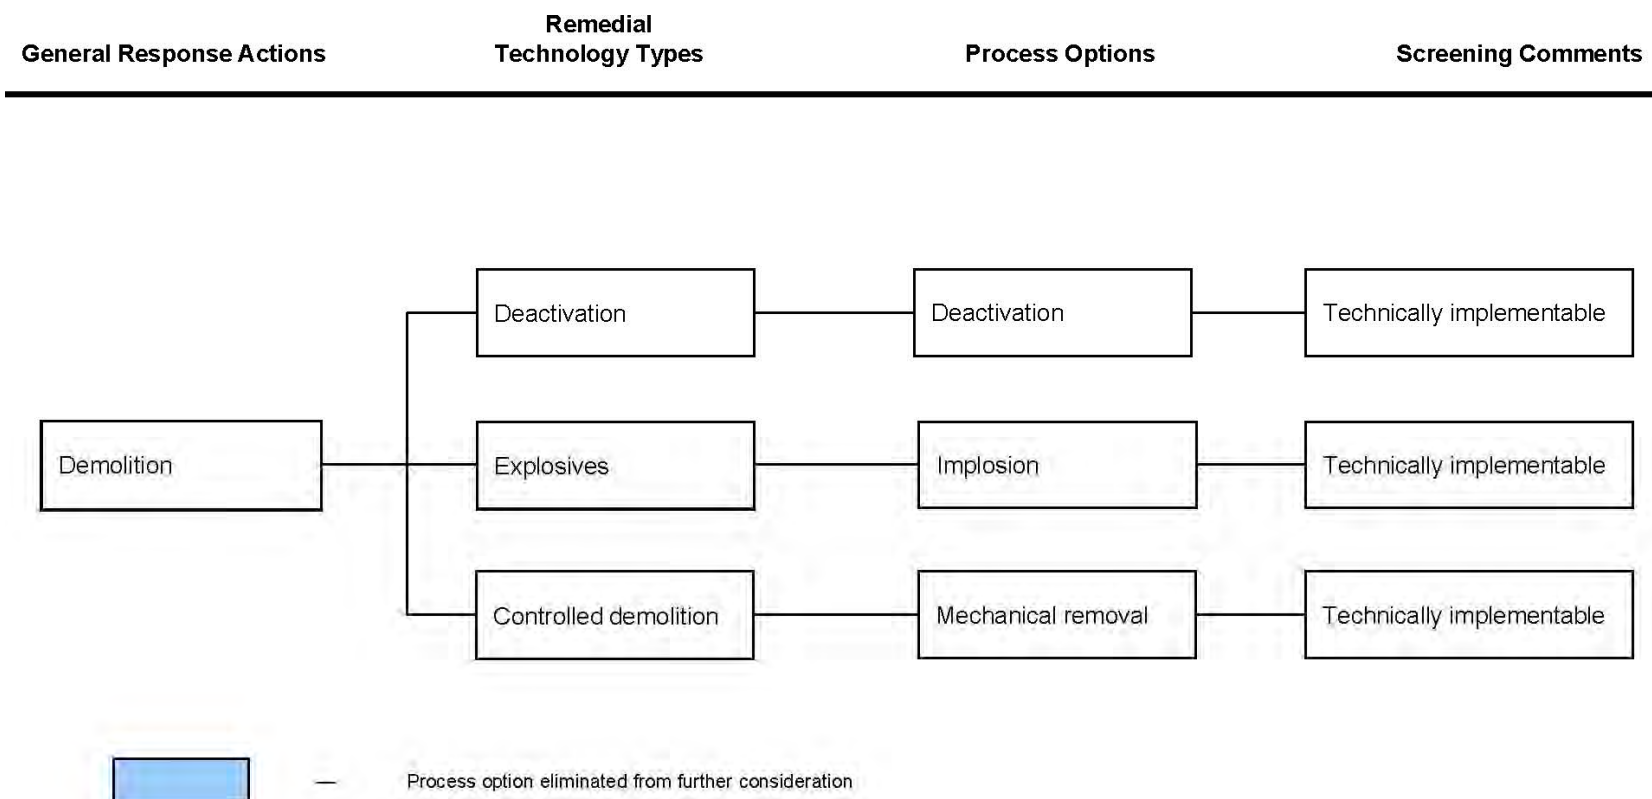 General Response Actions
Remedial
Technology Types
Process Options
Screening Comments
Deactivation
Deactivation
Technically implementable
Demolition
Explosives
Implosion
Technically implementable
Controlled demolition
Mechanical removal
Technically implementable
— Process option eliminated from further consideration